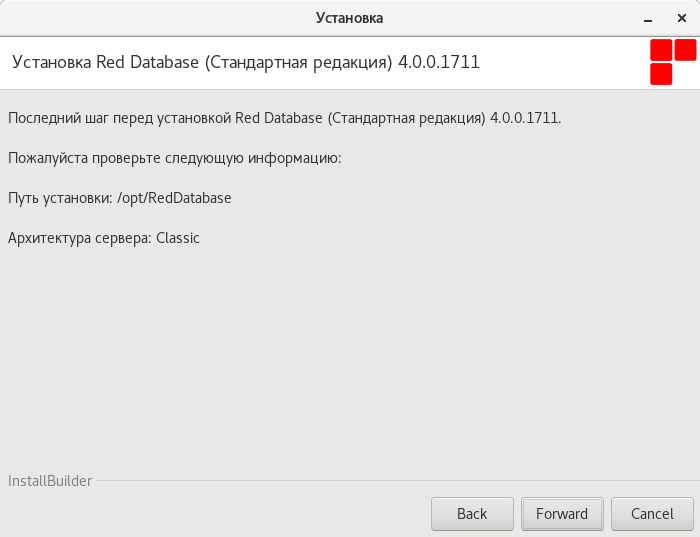 Установка
Установка Red Database (Стандартная редакция) 4.0.0.1711
Последний шаг перед установкой Red Database (Стандартная редакция) 4.0.0.1711.
Пожалуйста проверьте следующую информацию:
Путь установки: /opt/RedDatabase
Архитектура сервера: Classic
InstallBuilder
Back Forward Cancel